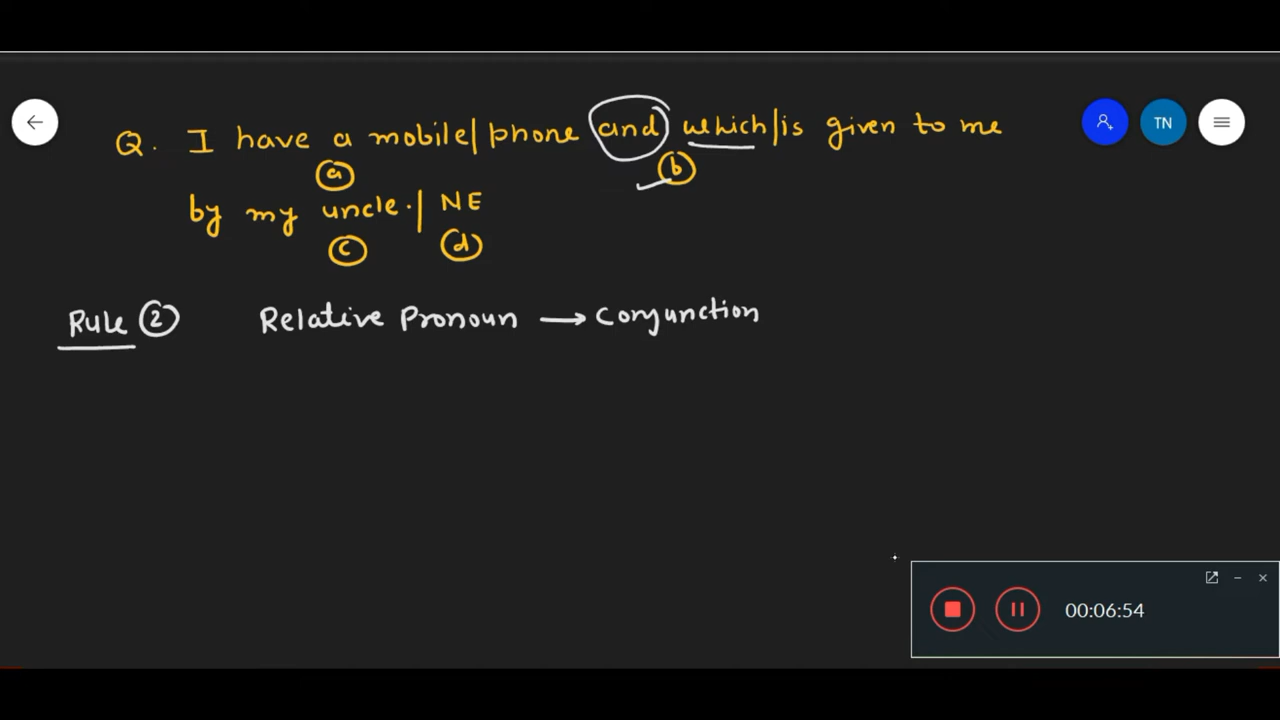 Q. I have a mobile/phone and which/is given to me
a b
by my uncle./NE
c d
Rule 2 Relative Pronoun → Conjunction
TN
00:06:54